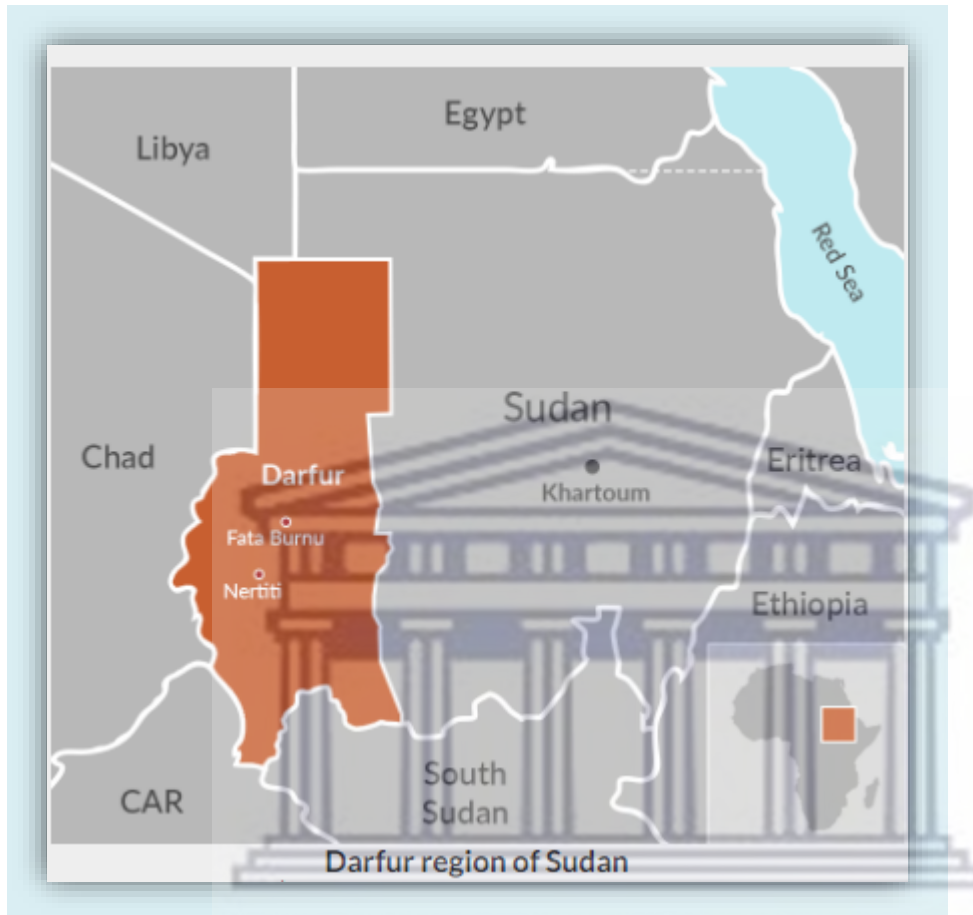 Egypt
Libya
Red Sea
Sudan
Chad
Darfur
Eritrea
Khartoum
Fata Burnu
Nertiti
Ethiopia
South
Sudan
CAR
Darfur region of Sudan